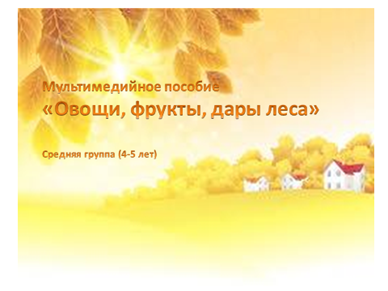 Мультимедийное пособие
«Овощи, фрукты, дары леса»
Средняя группа (4-5 лет)